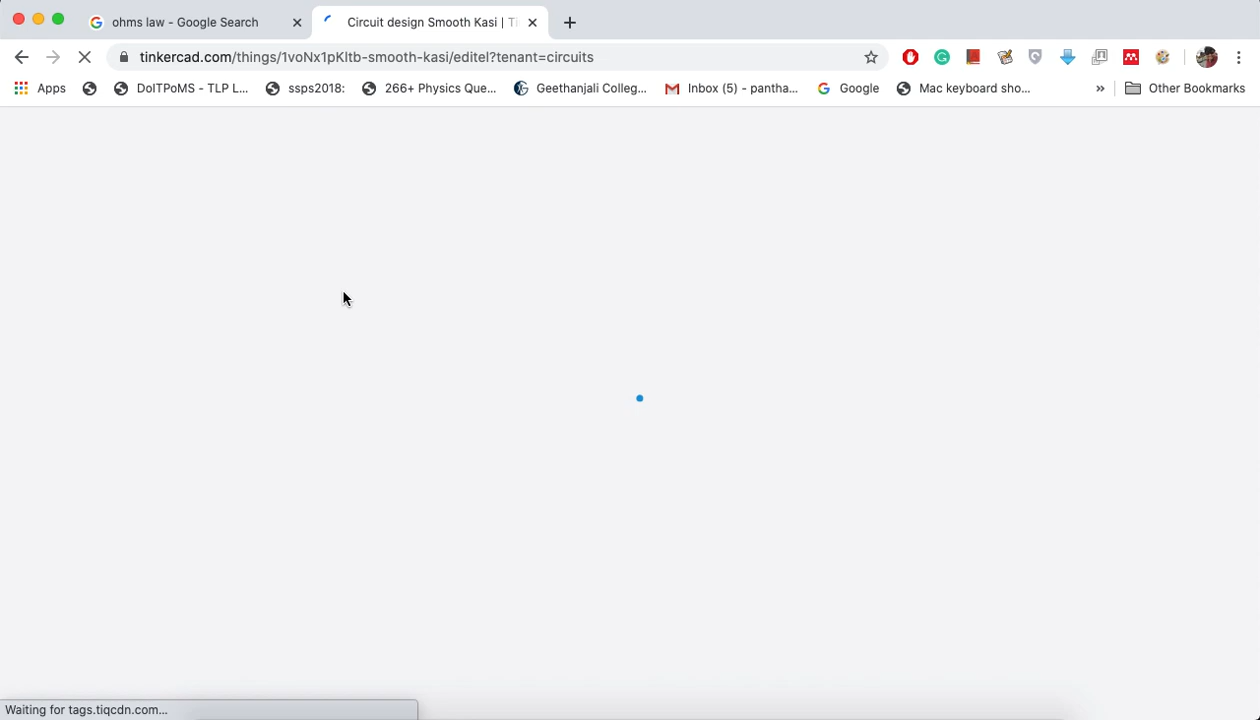 ohms law - Google Search
Circuit design Smooth Kasi | Ti
tinkercad.com/things/1voNx1pKltb-smooth-kasi/editel?tenant=circuits
Apps DoITPoMS - TLP L... ssps2018: 266+ Physics Que... Geethanjali Colleg... Inbox (5) - pantha... Google Mac keyboard sho... » Other Bookmarks
Waiting for tags.tiqcdn.com...